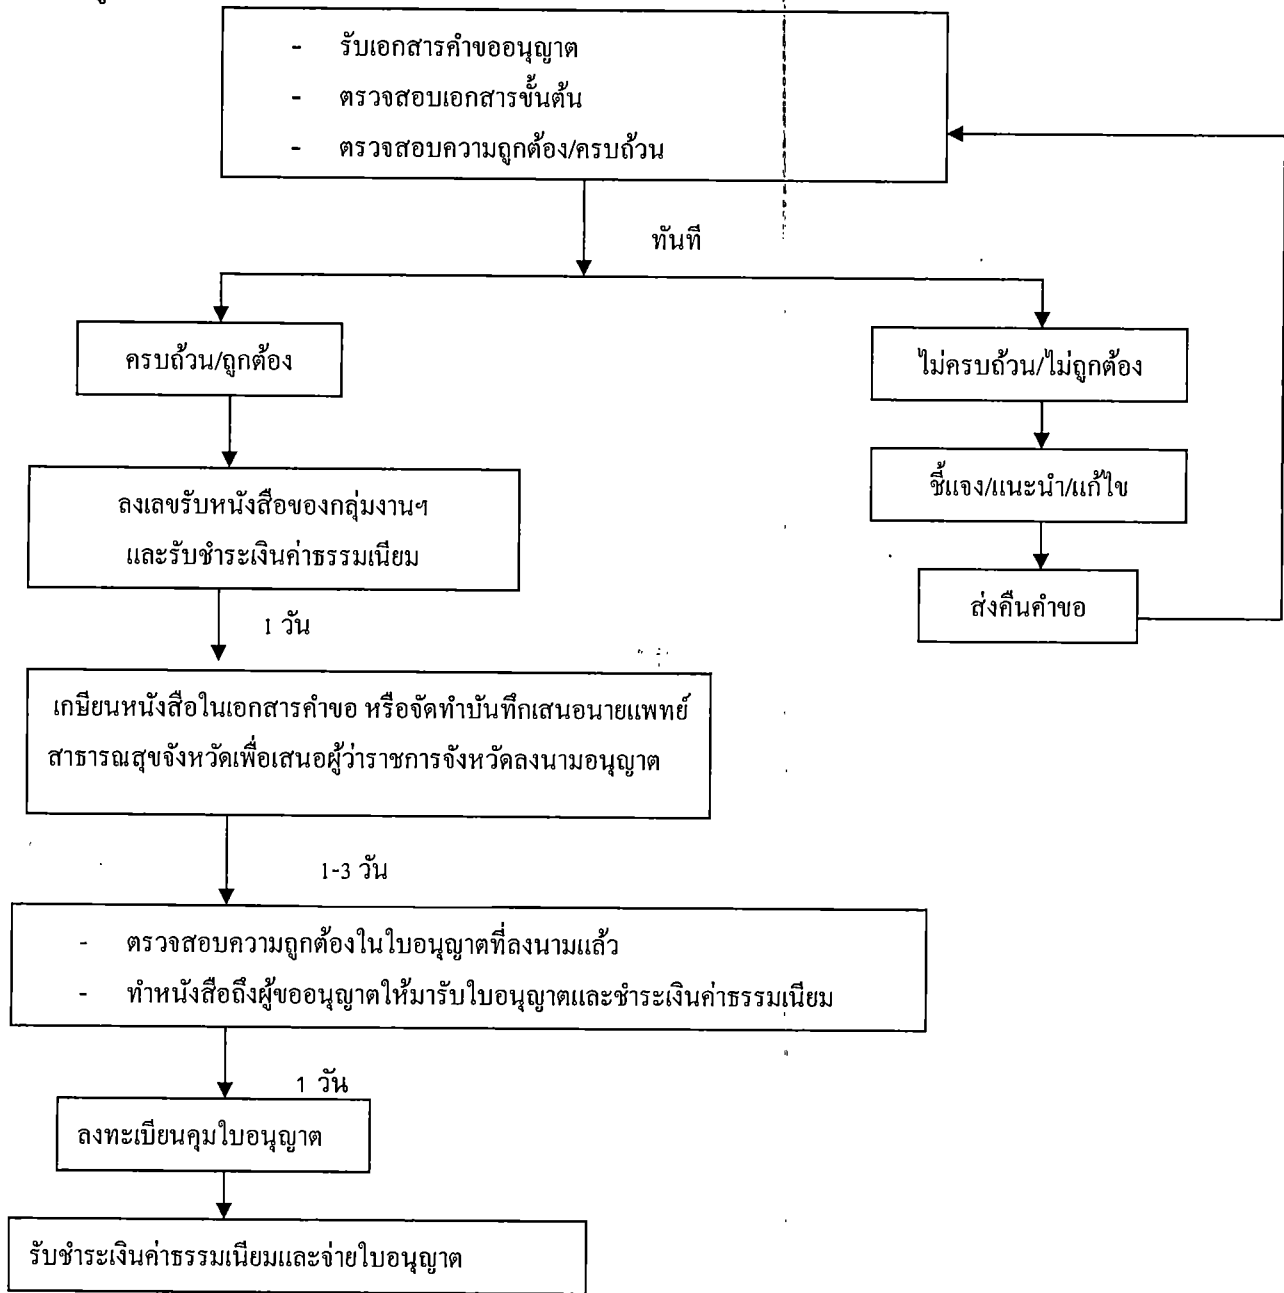 - รับเอกสารคำขออนุญาต
- ตรวจสอบเอกสารขั้นต้น
- ตรวจสอบความถูกต้อง/ครบถ้วน
ทันที
ครบถ้วน/ถูกต้อง
ไม่ครบถ้วน/ไม่ถูกต้อง
ชี้แจง/แนะนำ/แก้ไข
ลงเลขรับหนังสือของกลุ่มงานฯ
และรับชำระเงินค่าธรรมเนียม
ส่งคืนคำขอ
1 วัน
เกษียนหนังสือในเอกสารคำขอ หรือจัดทำบันทึกเสนอนายแพทย์
สาธารณสุขจังหวัดเพื่อเสนอผู้ว่าราชการจังหวัดลงนามอนุญาต
1-3 วัน
- ตรวจสอบความถูกต้องในใบอนุญาตที่ลงนามแล้ว
- ทำหนังสือถึงผู้ขออนุญาตให้มารับใบอนุญาตและชำระเงินค่าธรรมเนียม
1 วัน
ลงทะเบียนคุมใบอนุญาต
รับชำระเงินค่าธรรมเนียมและจ่ายใบอนุญาต